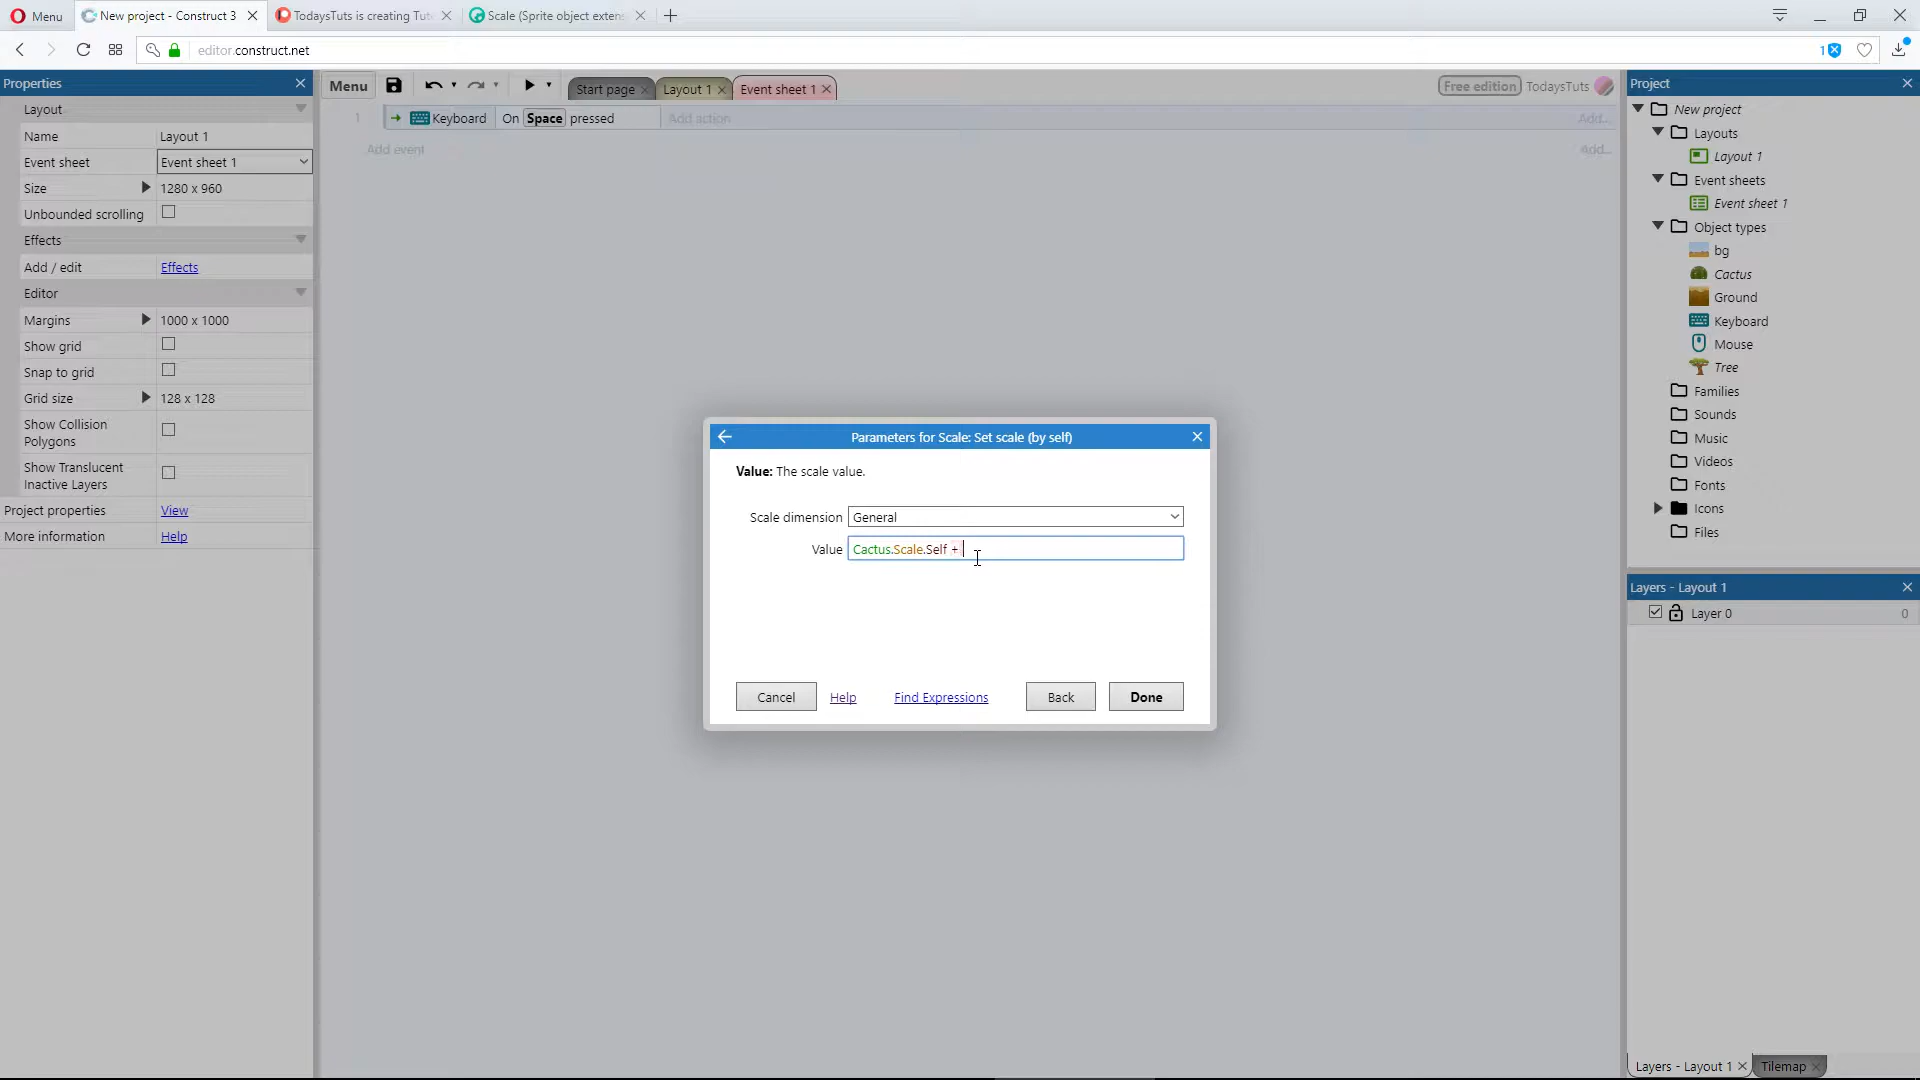 Menu
New project - Construct 3
TodaysTuts is creating Tut
Scale (Sprite object exten
editor.construct.net
1
Properties
Layout
Name
Layout 1
Event sheet
Event sheet 1
Size
1280 x 960
Unbounded scrolling
Effects
Add / edit
Effects
Editor
Margins
1000 x 1000
Show grid
Snap to grid
Grid size
128 x 128
Show Collision
Polygons
Show Translucent
Inactive Layers
Project properties
View
More information
Help
Menu
Start page
Layout 1
Event sheet 1
Free edition
TodaysTuts
1
Keyboard
On Space pressed
Add action
Add...
Add event
Add...
Parameters for Scale: Set scale (by self)
Value: The scale value.
Scale dimension
General
Value
Cactus.Scale.Self +
Cancel
Help
Find Expressions
Back
Done
Project
New project
Layouts
Layout 1
Event sheets
Event sheet 1
Object types
bg
Cactus
Ground
Keyboard
Mouse
Tree
Families
Sounds
Music
Videos
Fonts
Icons
Files
Layers - Layout 1
Layer 0
0
Layers - Layout 1
Tilemap